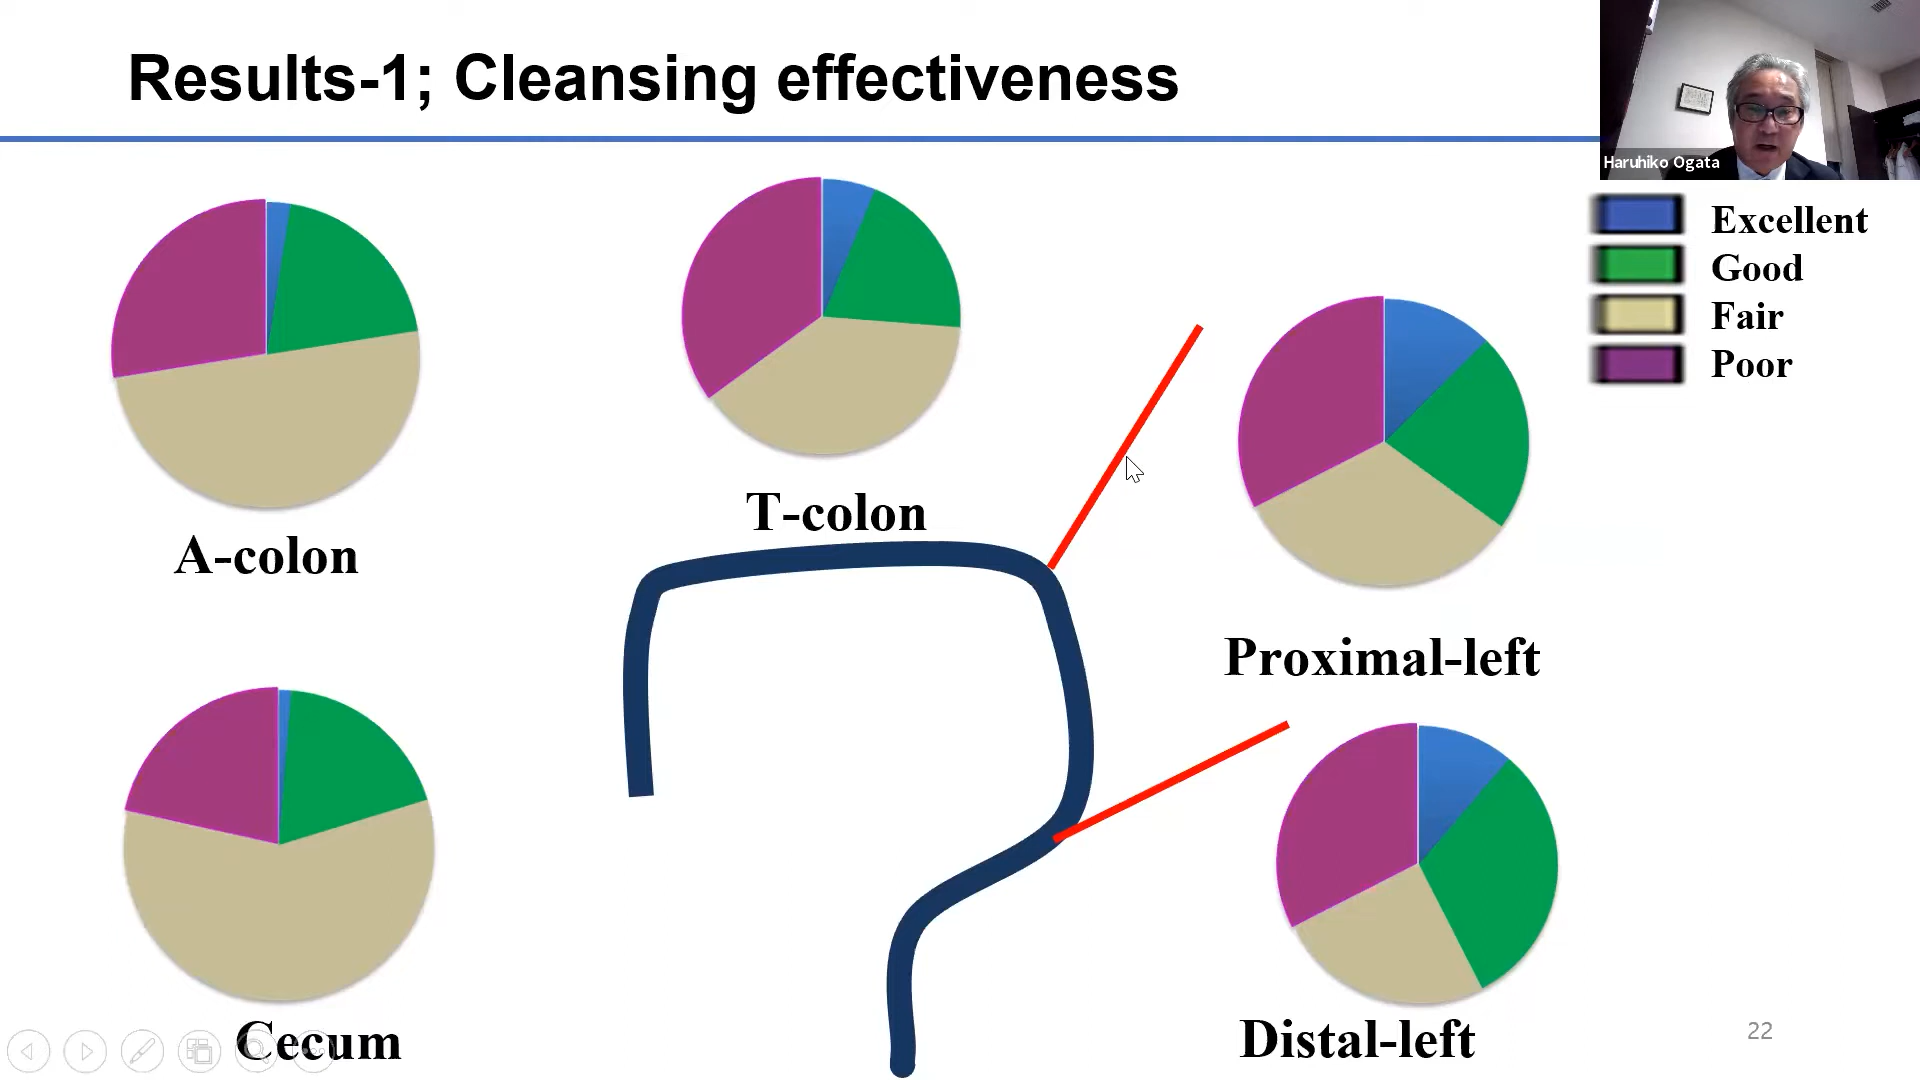 Results-1; Cleansing effectiveness
Haruhiko Ogata
Excellent
Good
Fair
Poor
T-colon
A-colon
Proximal-left
Cecum
Distal-left
22